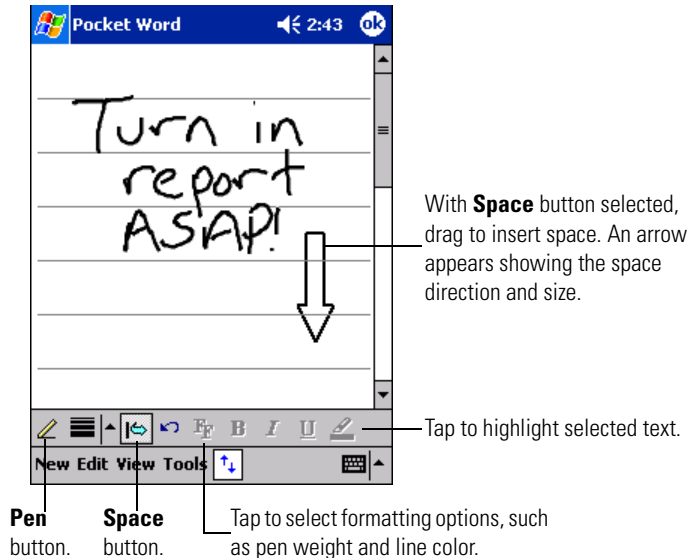 Pocket Word 2:43 ok
Turn in
report
ASAP!
With Space button selected,
drag to insert space. An arrow
appears showing the space
direction and size.
B I U
Tap to highlight selected text.
New Edit View Tools
Pen
button.
Space
button.
Tap to select formatting options, such
as pen weight and line color.